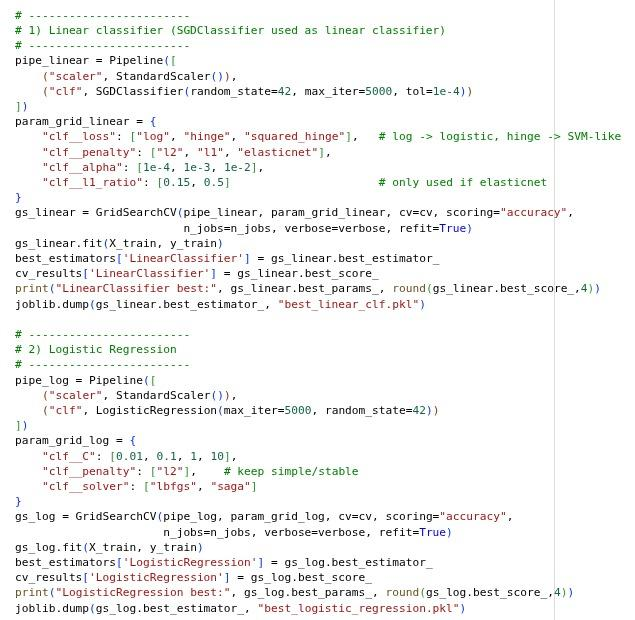 # --------------------------
# 1) Linear classifier (SGDClassifier used as linear classifier)
# --------------------------
pipe_linear = Pipeline([
    ("scaler", StandardScaler()),
    ("clf", SGDClassifier(random_state=42, max_iter=5000, tol=1e-4))
])
param_grid_linear = {
    "clf__loss": ["log", "hinge", "squared_hinge"],   # log -> logistic, hinge -> SVM-like
    "clf__penalty": ["l2", "l1", "elasticnet"],
    "clf__alpha": [1e-4, 1e-3, 1e-2],
    "clf__l1_ratio": [0.15, 0.5]                      # only used if elasticnet
}
gs_linear = GridSearchCV(pipe_linear, param_grid_linear, cv=cv, scoring="accuracy",
                         n_jobs=n_jobs, verbose=verbose, refit=True)
gs_linear.fit(X_train, y_train)
best_estimators['LinearClassifier'] = gs_linear.best_estimator_
cv_results['LinearClassifier'] = gs_linear.best_score_
print("LinearClassifier best:", gs_linear.best_params_, round(gs_linear.best_score_,4))
joblib.dump(gs_linear.best_estimator_, "best_linear_clf.pkl")

# --------------------------
# 2) Logistic Regression
# --------------------------
pipe_log = Pipeline([
    ("scaler", StandardScaler()),
    ("clf", LogisticRegression(max_iter=5000, random_state=42))
])
param_grid_log = {
    "clf__C": [0.01, 0.1, 1, 10],
    "clf__penalty": ["l2"],    # keep simple/stable
    "clf__solver": ["lbfgs", "saga"]
}
gs_log = GridSearchCV(pipe_log, param_grid_log, cv=cv, scoring="accuracy",
                      n_jobs=n_jobs, verbose=verbose, refit=True)
gs_log.fit(X_train, y_train)
best_estimators['LogisticRegression'] = gs_log.best_estimator_
cv_results['LogisticRegression'] = gs_log.best_score_
print("LogisticRegression best:", gs_log.best_params_, round(gs_log.best_score_,4))
joblib.dump(gs_log.best_estimator_, "best_logistic_regression.pkl")